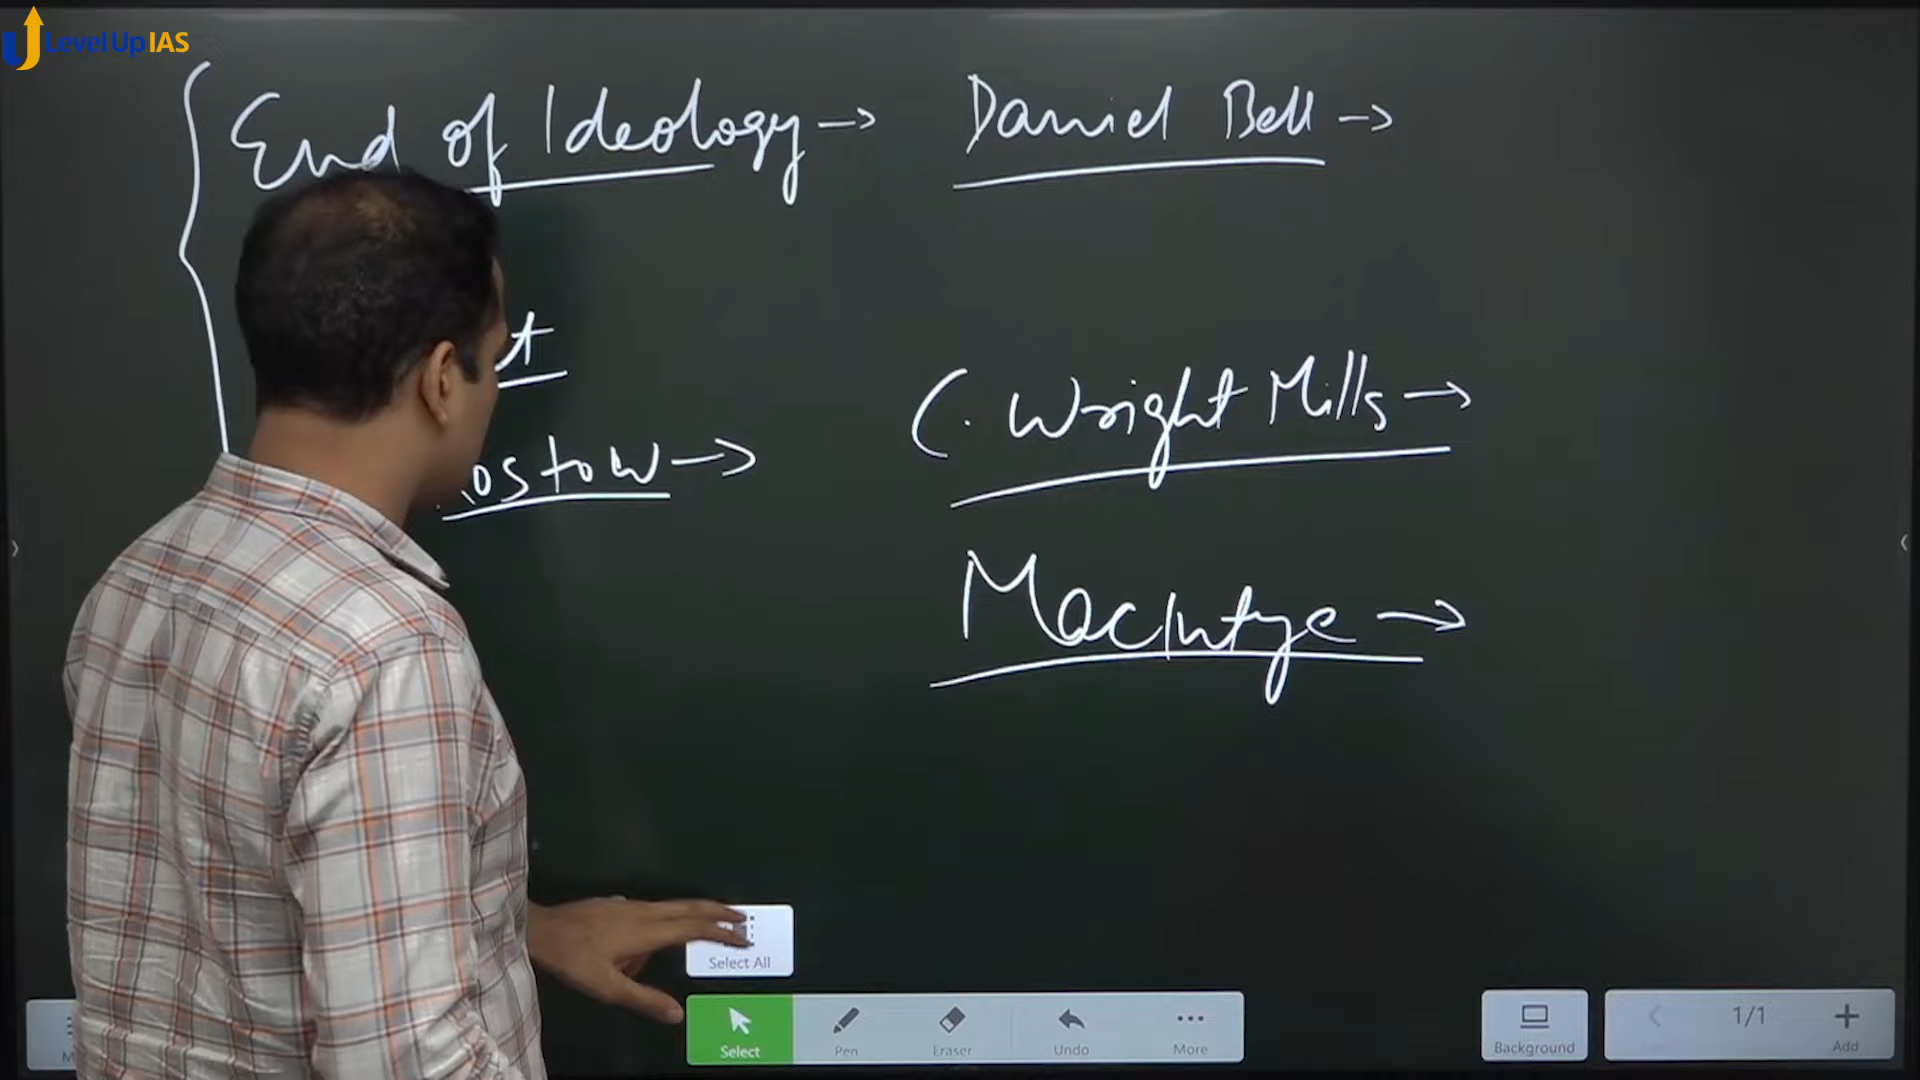 Level Up IAS
End of Ideology → Daniel Bell →
C. Wright Mills →
ostow →
MacIntye →
Select All
Select
Pen
Eraser
Undo
More
Background
1/1
Add